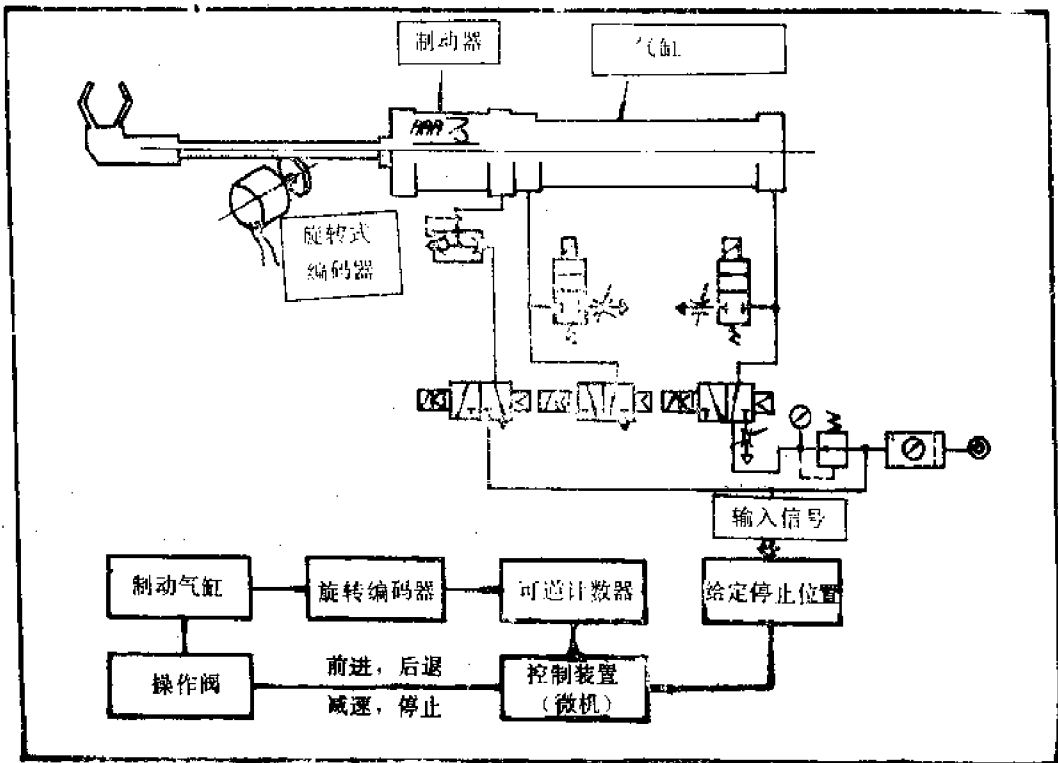 制动器
气缸
旋转式
编码器
输入信号
制动气缸
旋转编码器
可逆计数器
给定停止位置
操作阀
前进，后退
减速，停止
控制装置
（微机）